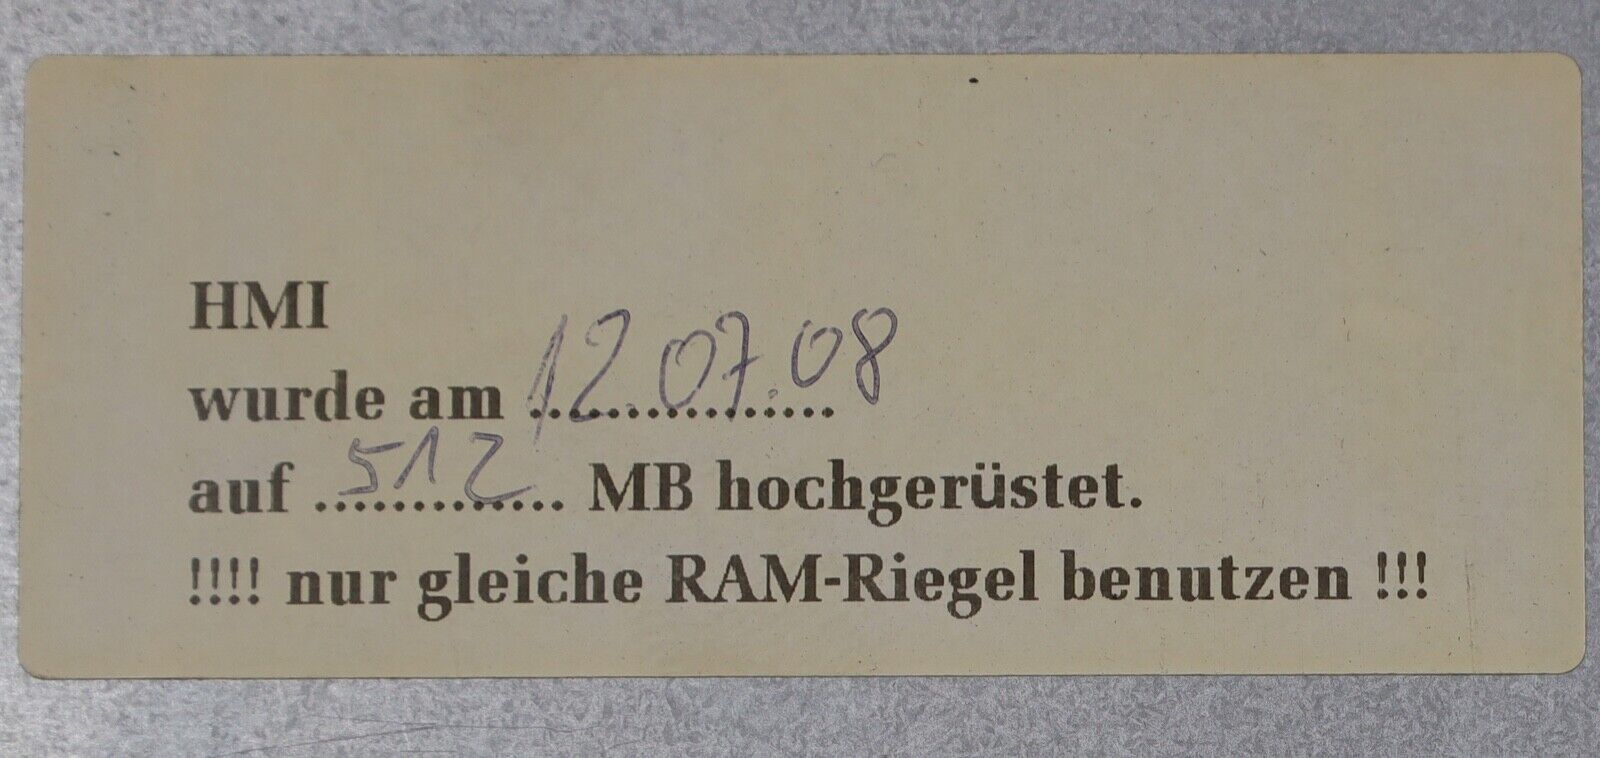 HMI
wurde am 12.07.08
auf 512 MB hochgerüstet.
!!!! nur gleiche RAM-Riegel benutzen !!!